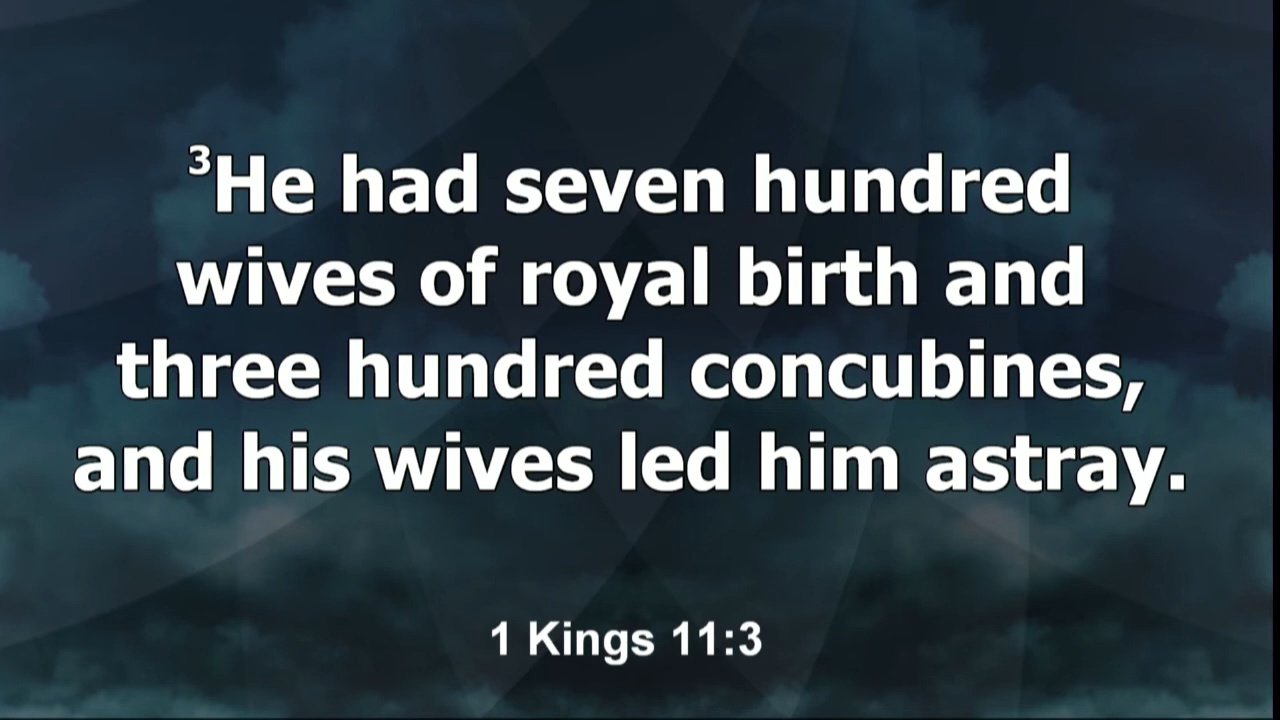 ³He had seven hundred
wives of royal birth and
three hundred concubines,
and his wives led him astray.
1 Kings 11:3